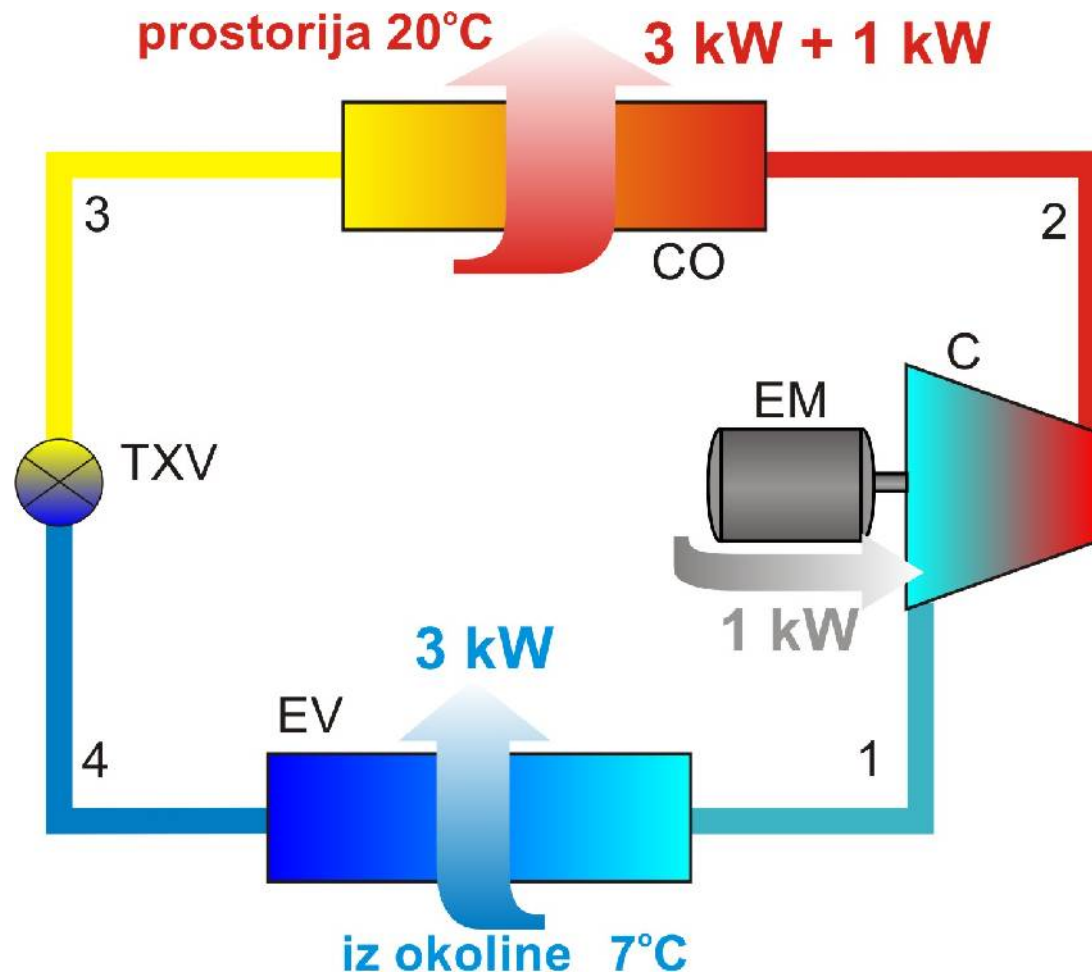 prostorija 20°C 3 kW + 1 kW
3
2
CO
C
EM
TXV
1 kW
3 kW
EV
4
1
iz okoline 7°C